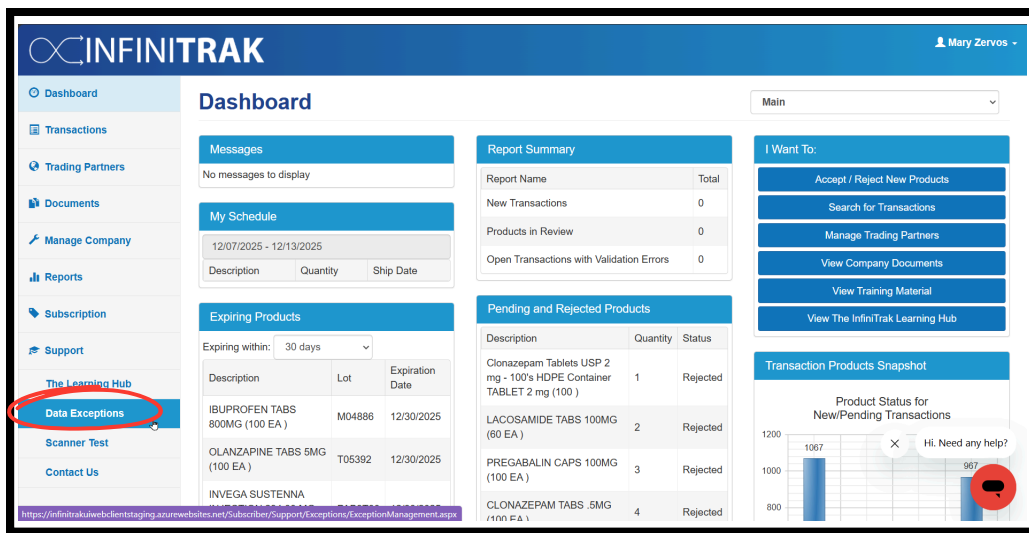 INFINITRAK
Mary Zervos
Dashboard
Transactions
Trading Partners
Documents
Manage Company
Reports
Subscription
Support
The Learning Hub
Data Exceptions
Scanner Test
Contact Us
Dashboard
Main
Messages
No messages to display
My Schedule
12/07/2025 - 12/13/2025
Description Quantity Ship Date
Expiring Products
Expiring within: 30 days
Description Lot Expiration
Date
IBUPROFEN TABS
800MG (100 EA ) M04886 12/30/2025
OLANZAPINE TABS 5MG
(100 EA ) T05392 12/30/2025
INVEGA SUSTENNA
Report Summary
Report Name Total
New Transactions 0
Products in Review 0
Open Transactions with Validation Errors 0
Pending and Rejected Products
Description Quantity Status
Clonazepam Tablets USP 2
mg - 100's HDPE Container 1 Rejected
TABLET 2 mg (100 )
LACOSAMIDE TABS 100MG
(60 EA ) 2 Rejected
PREGABALIN CAPS 100MG
(100 EA ) 3 Rejected
CLONAZEPAM TABS .5MG
(100 EA ) 4 Rejected
I Want To:
Accept / Reject New Products
Search for Transactions
Manage Trading Partners
View Company Documents
View Training Material
View The InfiniTrak Learning Hub
Transaction Products Snapshot
Product Status for
New/Pending Transactions
1200
1067
1000
967
800
Hi. Need any help?
https://infinitrakuiwebclientstaging.azurewebsites.net/Subscriber/Support/Exceptions/ExceptionManagement.aspx